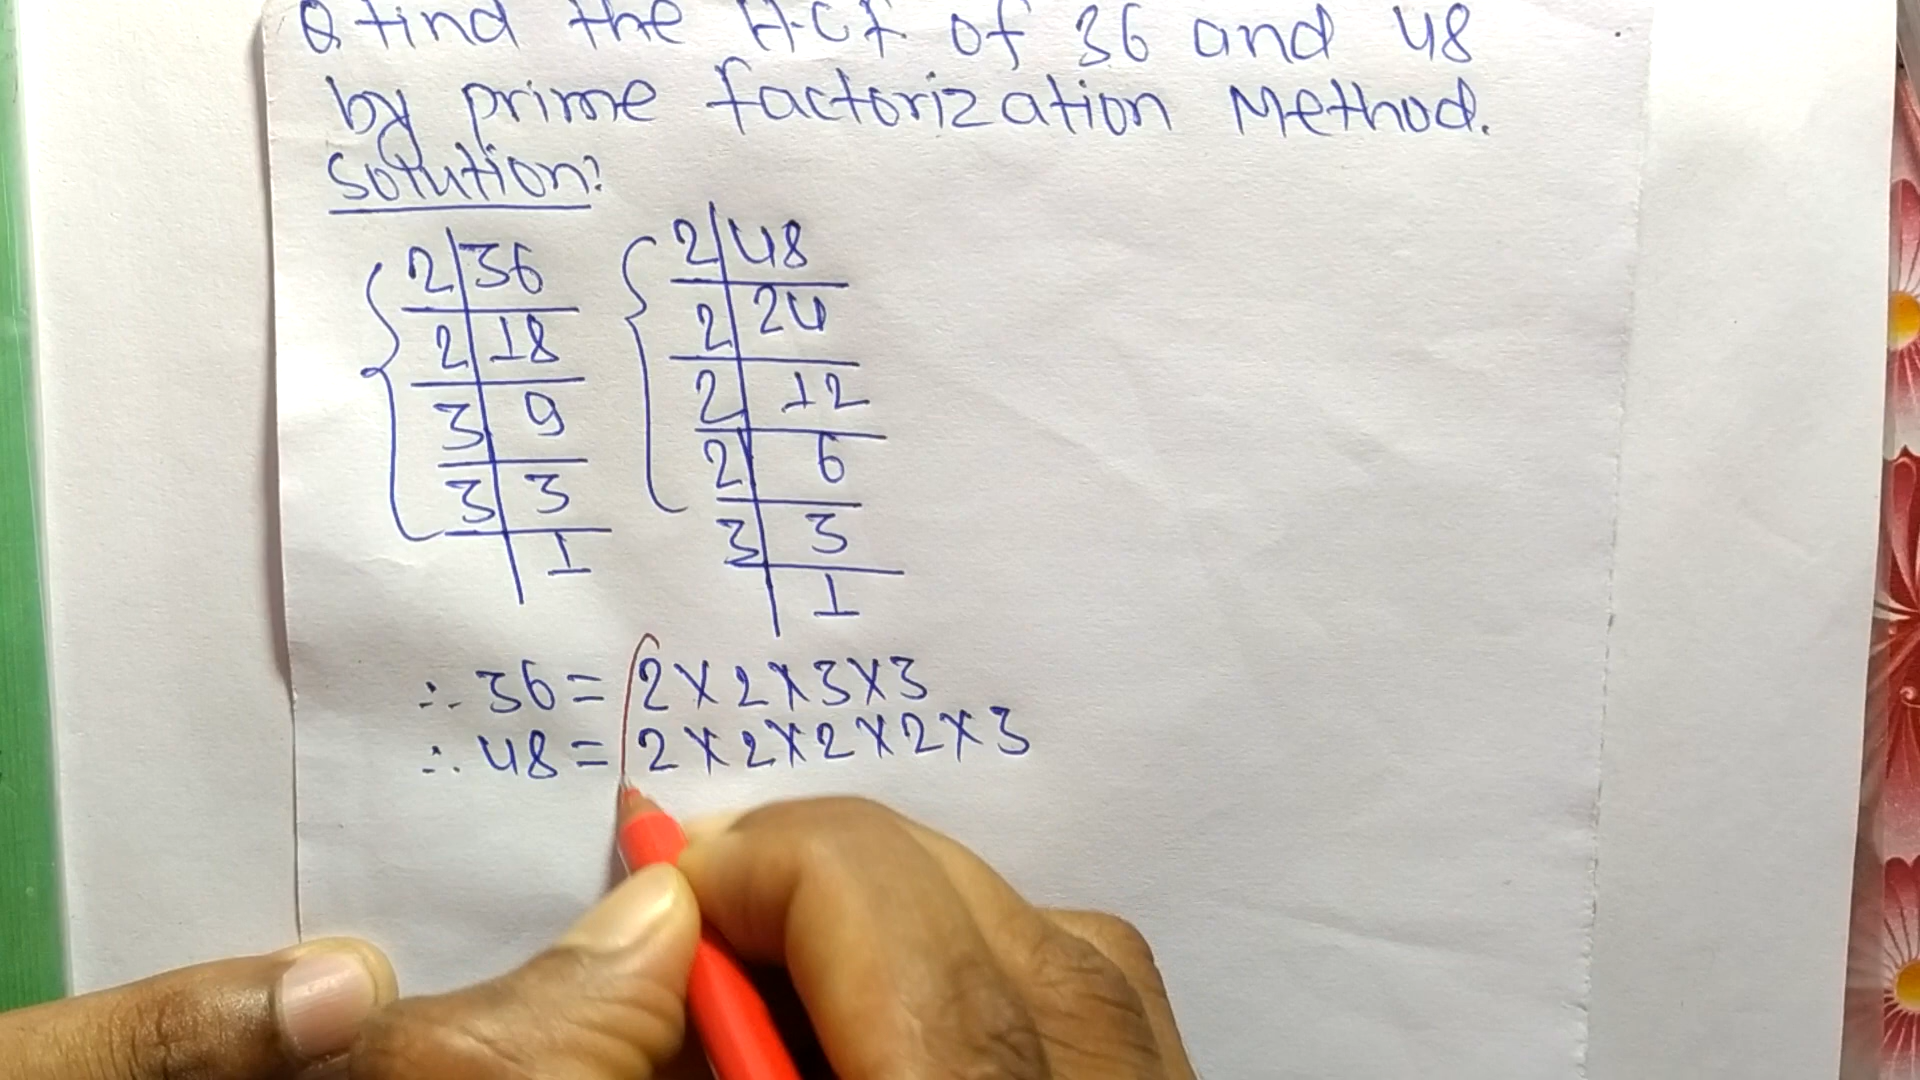 Q Find the H.C.F. of 36 and 48
by prime factorization Method.
Solution:
2|36
2|18
3|9
3|3
1
2|48
2|24
2|12
2|6
3|3
1
∴ 36 = 2×2×3×3
∴ 48 = 2×2×2×2×3